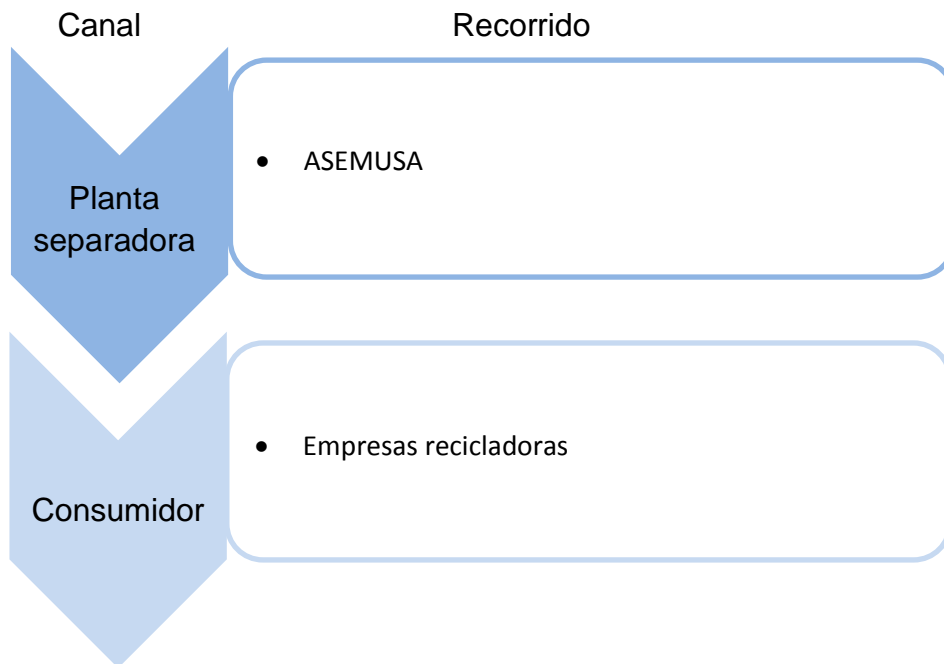 Canal Recorrido
Planta
separadora
• ASEMUSA
Consumidor
• Empresas recicladoras